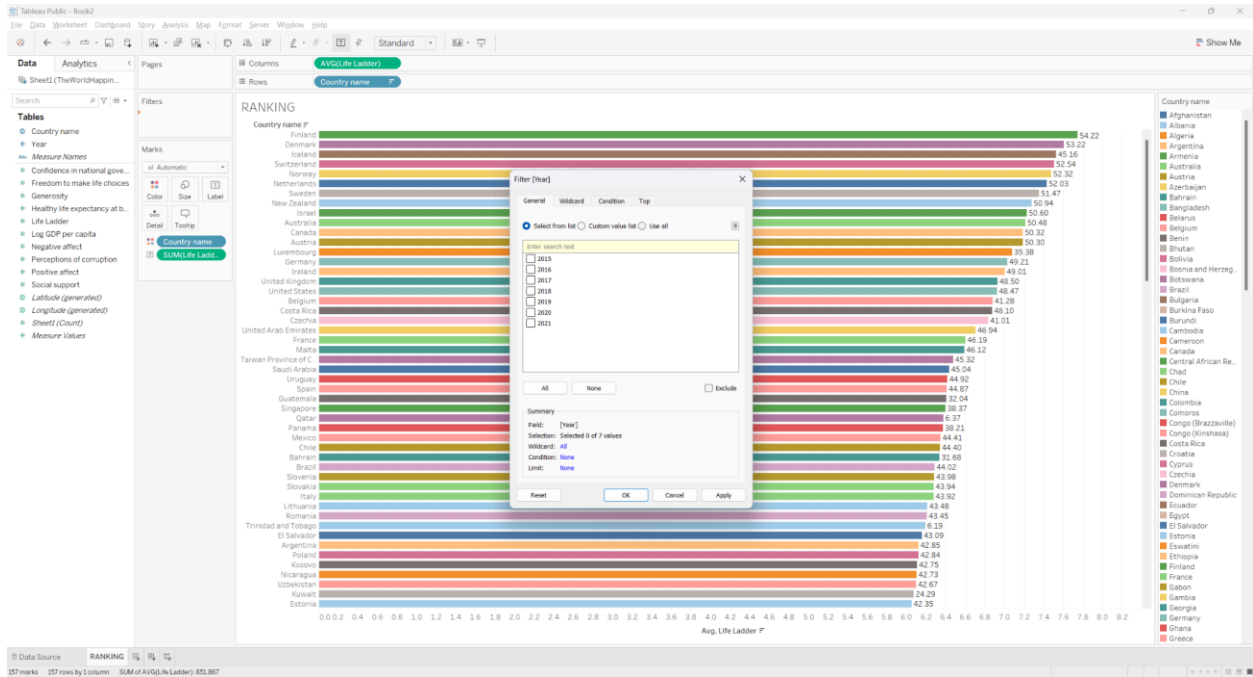 Tableau Public - Book2
File Data Worksheet Dashboard Story Analysis Map Format Server Window Help
Standard
Show Me
Data Analytics
Sheet1 (TheWorldHappin...
Search
Tables
Country name
Year
Measure Names
Confidence in national gove...
Freedom to make life choices
Generosity
Healthy life expectancy at b...
Life Ladder
Log GDP per capita
Negative affect
Perceptions of corruption
Positive affect
Social support
Latitude (generated)
Longitude (generated)
Sheet1 (Count)
Measure Values
Pages
Filters
Marks
Automatic
Color Size Label
Detail Tooltip
Country name
SUM(Life Ladd..
Columns AVG(Life Ladder)
Rows Country name
RANKING
Country name
Finland 54.22
Denmark 53.22
Iceland 45.16
Switzerland 52.54
Norway 52.32
Netherlands 52.03
Sweden 51.47
New Zealand 50.94
Israel 50.60
Australia 50.48
Canada 50.32
Austria 50.30
Luxembourg 35.38
Germany 49.21
Ireland 49.01
United Kingdom 48.50
United States 48.47
Belgium 41.28
Costa Rica 48.10
Czechia 41.01
United Arab Emirates 46.94
France 46.19
Malta 46.12
Taiwan Province of C.. 45.32
Saudi Arabia 45.04
Uruguay 44.92
Spain 44.87
Guatemala 32.04
Singapore 38.37
Qatar 6.37
Panama 38.21
Mexico 44.41
Chile 44.40
Bahrain 31.68
Brazil 44.02
Slovenia 43.98
Slovakia 43.94
Italy 43.92
Lithuania 43.48
Romania 43.45
Trinidad and Tobago 6.19
El Salvador 43.09
Argentina 42.85
Poland 42.84
Kosovo 42.75
Nicaragua 42.73
Uzbekistan 42.67
Kuwait 24.29
Estonia 42.35
0.0 0.2 0.4 0.6 0.8 1.0 1.2 1.4 1.6 1.8 2.0 2.2 2.4 2.6 2.8 3.0 3.2 3.4 3.6 3.8 4.0 4.2 4.4 4.6 4.8 5.0 5.2 5.4 5.6 5.8 6.0 6.2 6.4 6.6 6.8 7.0 7.2 7.4 7.6 7.8 8.0 8.2
Avg. Life Ladder
Filter [Year]
General Wildcard Condition Top
Select from list Custom value list Use all
Enter search text
2015
2016
2017
2018
2019
2020
2021
All None Exclude
Summary
Field: [Year]
Selection: Selected 0 of 7 values
Wildcard: All
Condition: None
Limit: None
Reset OK Cancel Apply
Country name
Afghanistan
Albania
Algeria
Argentina
Armenia
Australia
Austria
Azerbaijan
Bahrain
Bangladesh
Belarus
Belgium
Benin
Bhutan
Bolivia
Bosnia and Herzeg..
Botswana
Brazil
Bulgaria
Burkina Faso
Burundi
Cambodia
Cameroon
Canada
Central African Re..
Chad
Chile
China
Colombia
Comoros
Congo (Brazzaville)
Congo (Kinshasa)
Costa Rica
Croatia
Cyprus
Czechia
Denmark
Dominican Republic
Ecuador
Egypt
El Salvador
Estonia
Eswatini
Ethiopia
Finland
France
Gabon
Gambia
Georgia
Germany
Ghana
Greece
Data Source RANKING
157 marks 157 rows by 1 column SUM of AVG(Life Ladder): 851.867